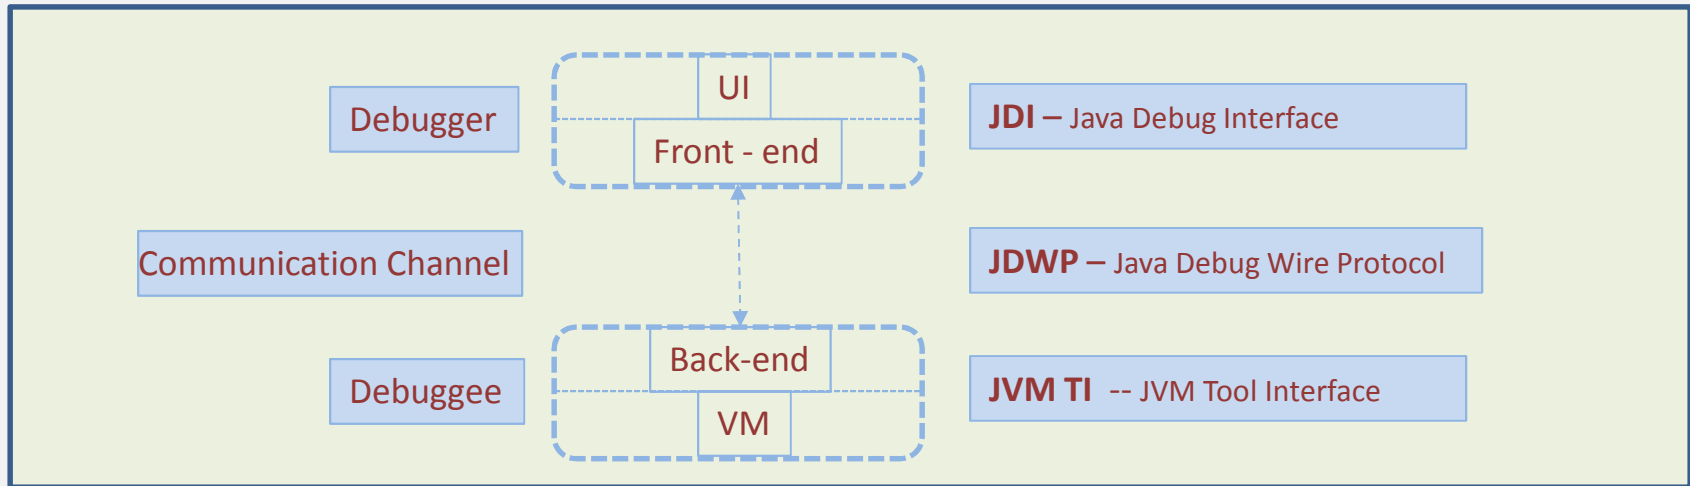 UI
Debugger
JDI – Java Debug Interface
Front - end
Communication Channel
JDWP – Java Debug Wire Protocol
Back-end
Debuggee
JVM TI -- JVM Tool Interface
VM